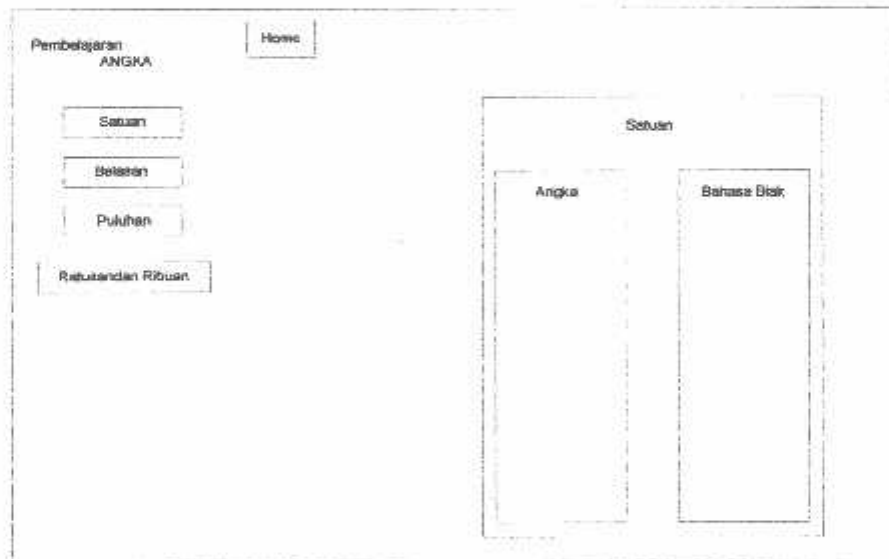 Pembelajaran
ANGKA
Home
Satuan
Belasan
Puluhan
Ratusandan Ribuan
Satuan
Angka
Bahasa Biak